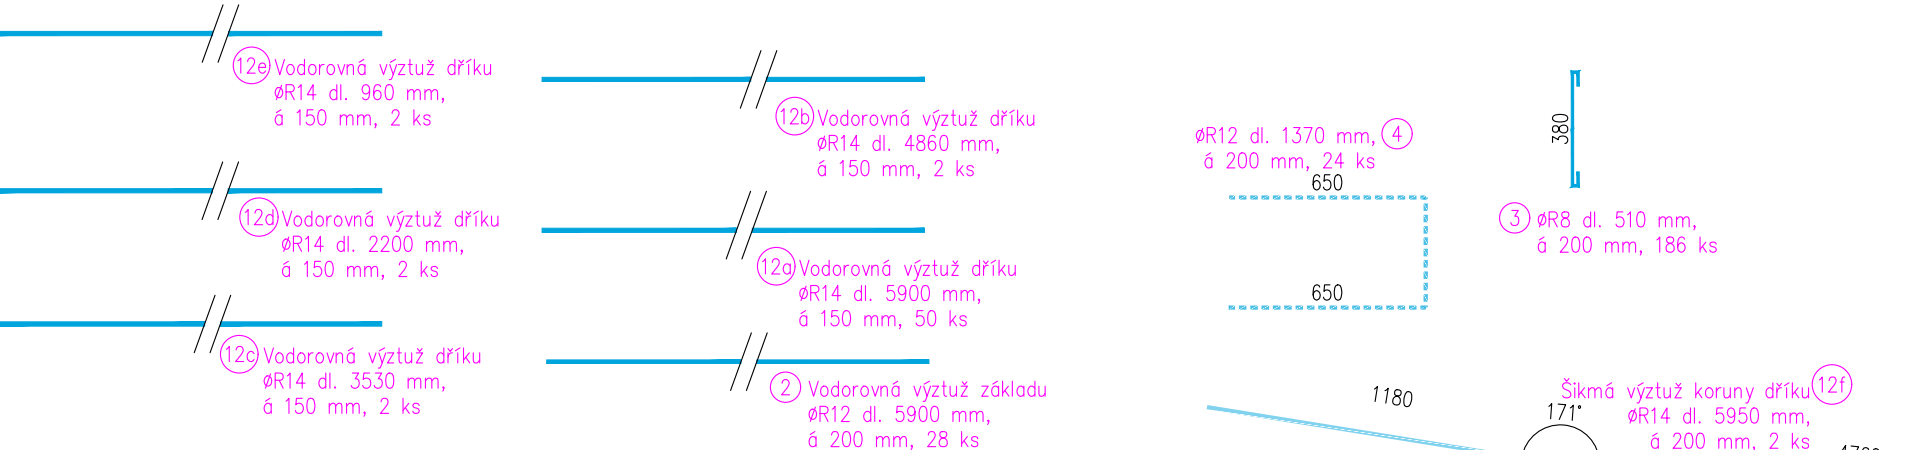 12e Vodorovná výztuž dříku
øR14 dl. 960 mm,
á 150 mm, 2 ks
12d Vodorovná výztuž dříku
øR14 dl. 2200 mm,
á 150 mm, 2 ks
12c Vodorovná výztuž dříku
øR14 dl. 3530 mm,
á 150 mm, 2 ks
12b Vodorovná výztuž dříku
øR14 dl. 4860 mm,
á 150 mm, 2 ks
12a Vodorovná výztuž dříku
øR14 dl. 5900 mm,
á 150 mm, 50 ks
2 Vodorovná výztuž základu
øR12 dl. 5900 mm,
á 200 mm, 28 ks
øR12 dl. 1370 mm, 4
á 200 mm, 24 ks
650
650
380
3 øR8 dl. 510 mm,
á 200 mm, 186 ks
1180
Šikmá výztuž koruny dříku 12f
171°
øR14 dl. 5950 mm,
á 200 mm, 2 ks